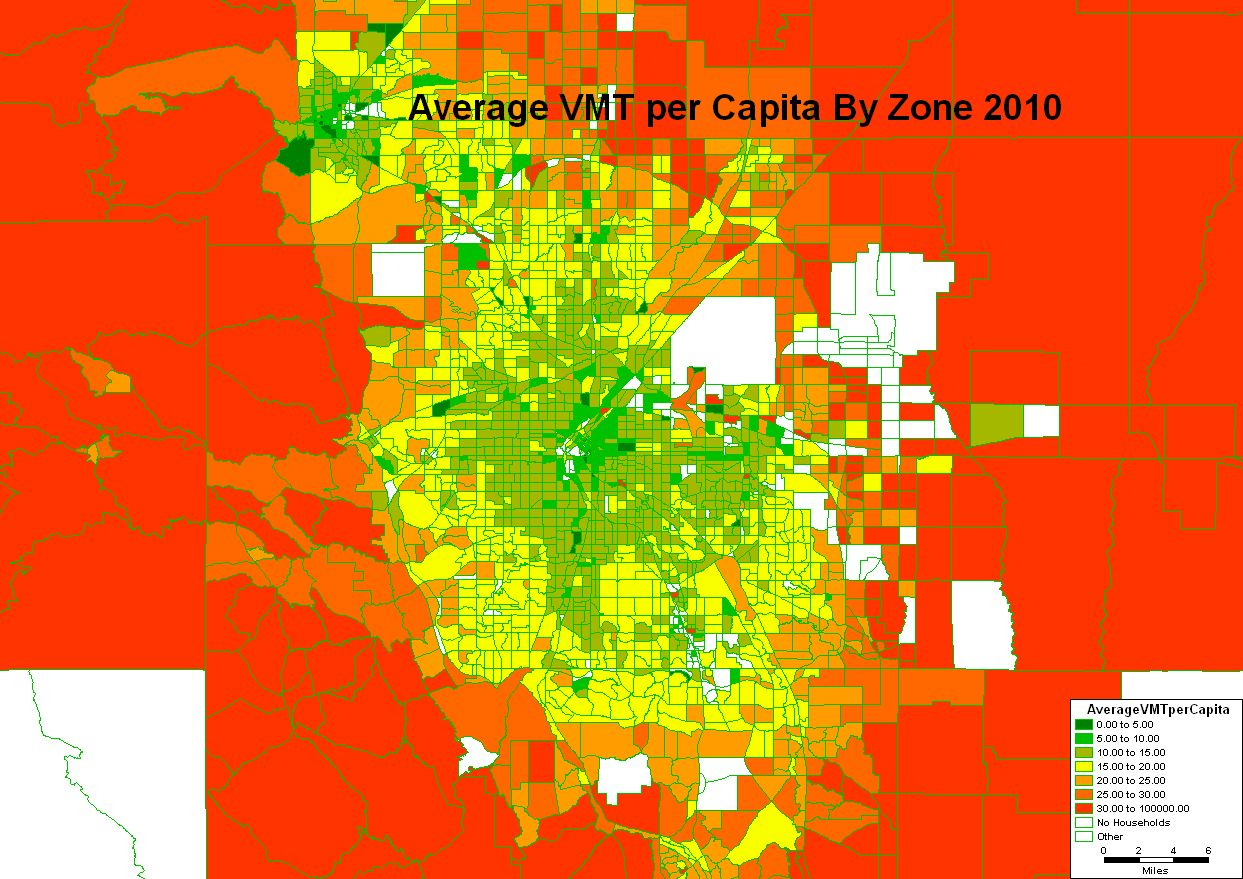 Average VMT per Capita By Zone 2010
AverageVMTperCapita
0.00 to 5.00
5.00 to 10.00
10.00 to 15.00
15.00 to 20.00
20.00 to 25.00
25.00 to 30.00
30.00 to 100000.00
No Households
Other
0 2 4 6
Miles